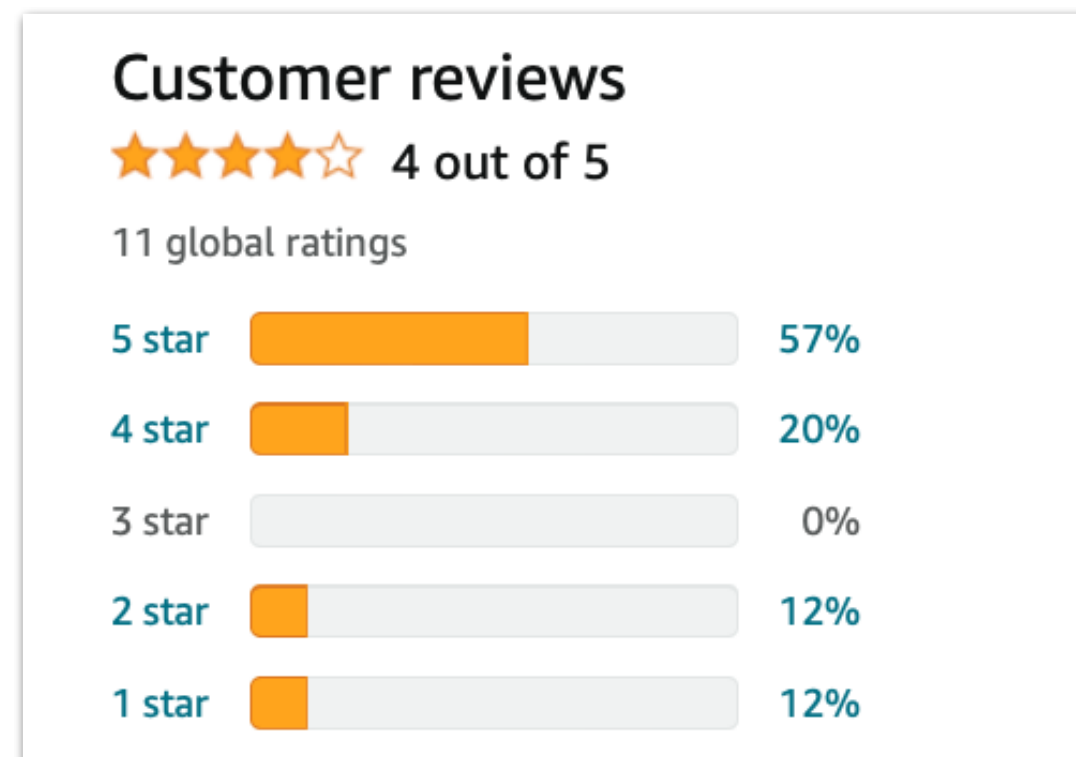 Customer reviews
4 out of 5
11 global ratings
5 star 57%
4 star 20%
3 star 0%
2 star 12%
1 star 12%